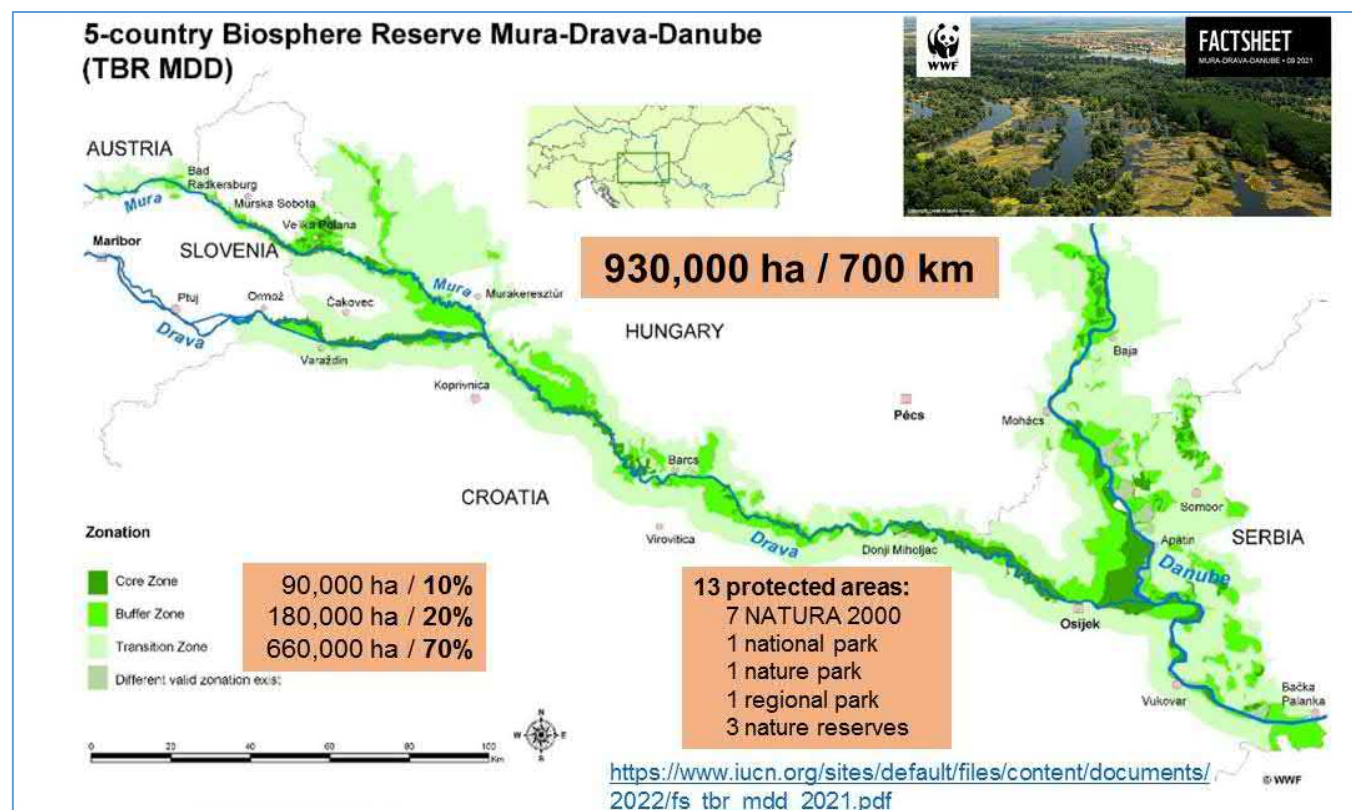 5-country Biosphere Reserve Mura-Drava-Danube
(TBR MDD)
WWF
FACTSHEET
MURA-DRAVA-DANUBE • 09 2021
AUSTRIA
Bad
Radkersburg
Mura
Murska Sobota
Velika Polana
Maribor
SLOVENIA
930,000 ha / 700 km
Ptuj
Ormož
Čakovec
Mura
Murakeresztúr
Drava
HUNGARY
Varaždin
Baja
Koprivnica
Pécs
Mohács
Barcs
CROATIA
Sombor
Zonation
Virovitica
Drava
Donji Miholjac
Apatin
SERBIA
Danube
Core Zone
Buffer Zone
Transition Zone
Different valid zonation exist
90,000 ha / 10%
180,000 ha / 20%
660,000 ha / 70%
13 protected areas:
7 NATURA 2000
1 national park
1 nature park
1 regional park
3 nature reserves
Osijek
Vukovar
Bačka
Palanka
N
W
E
S
0 20 40 60 80 100
Km
https://www.iucn.org/sites/default/files/content/documents/
2022/fs_tbr_mdd_2021.pdf
© WWF